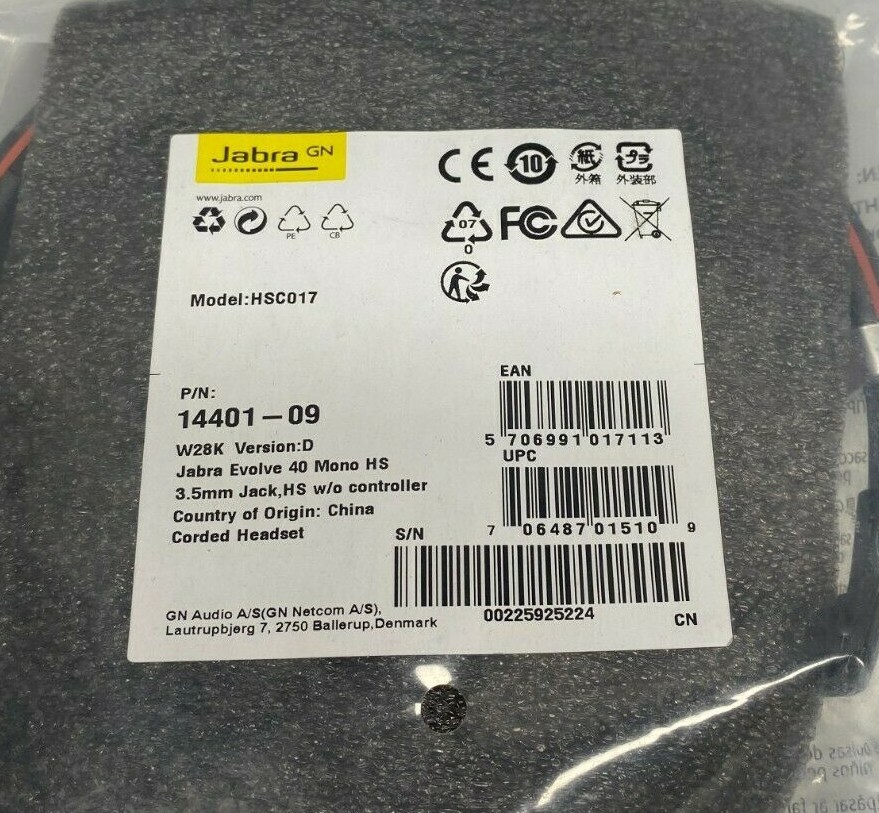 Jabra GN
www.jabra.com
PE
CB
10
紙
外箱
プラ
外装部
07
0
FC
Model:HSC017
P/N:
14401-09
W28K Version:D
Jabra Evolve 40 Mono HS
3.5mm Jack,HS w/o controller
Country of Origin: China
Corded Headset
EAN
5 706991 017113
UPC
7 06487 01510 9
S/N
00225925224
GN Audio A/S(GN Netcom A/S),
Lautrupbjerg 7, 2750 Ballerup,Denmark
CN